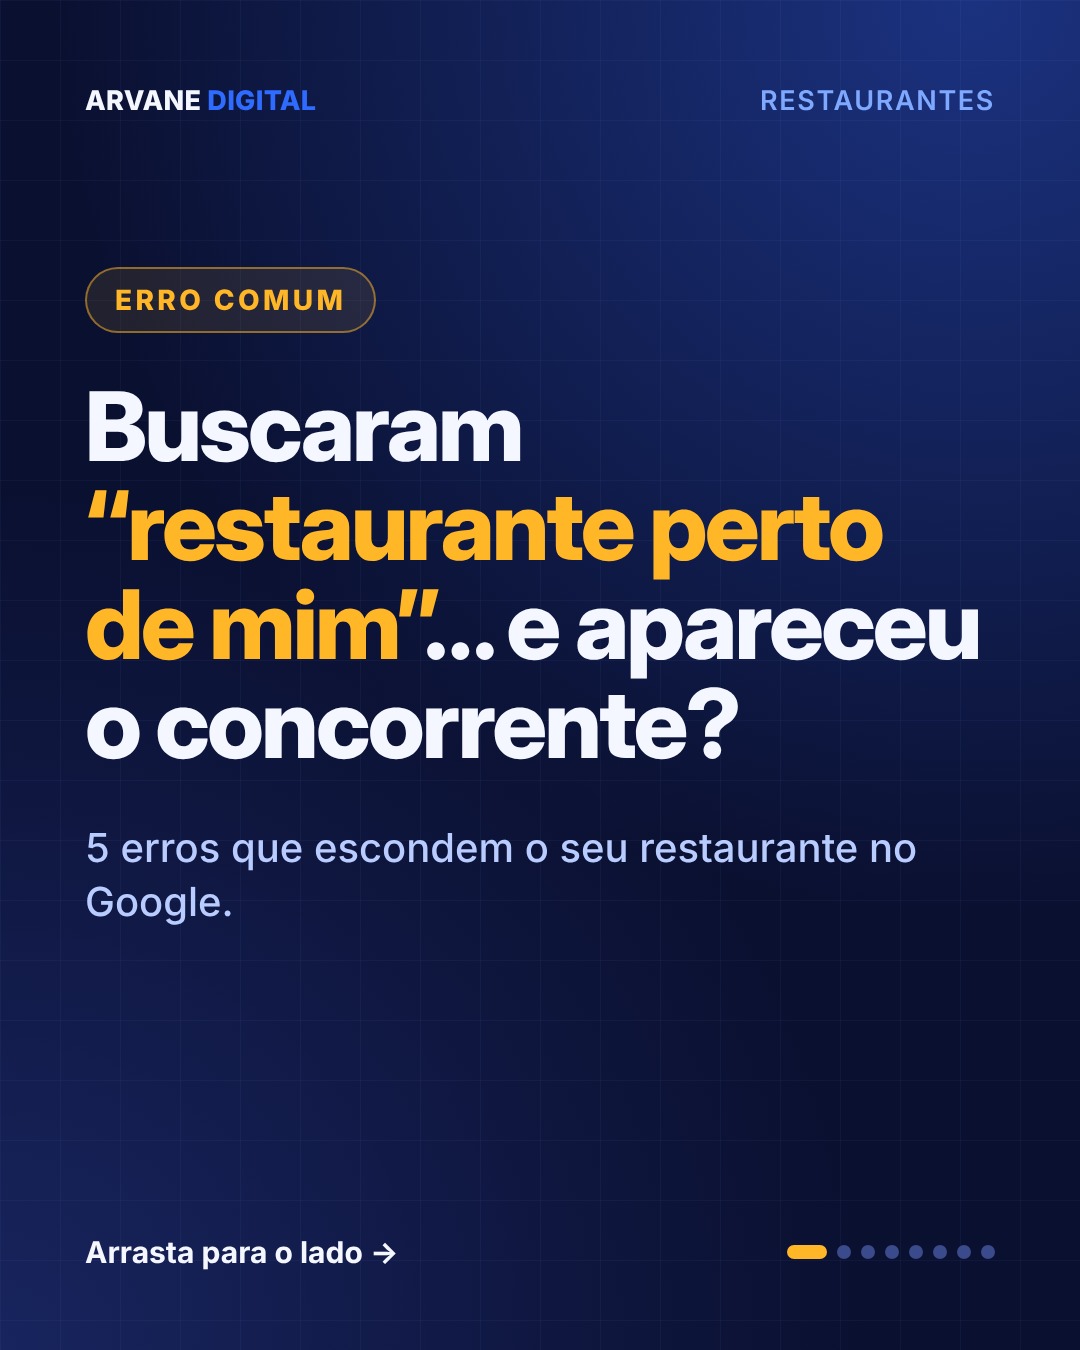 ARVANE DIGITAL
RESTAURANTES
ERRO COMUM
Buscaram
“restaurante perto
de mim”... e apareceu
o concorrente?
5 erros que escondem o seu restaurante no
Google.
Arrasta para o lado →